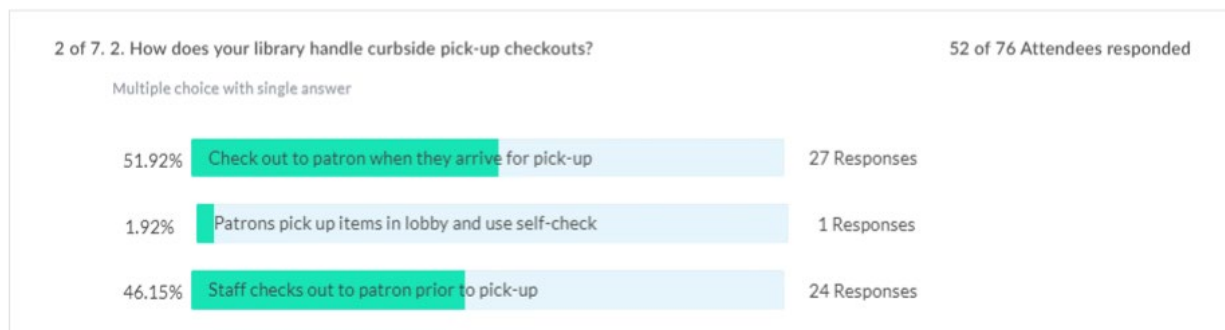 2 of 7. 2. How does your library handle curbside pick-up checkouts? 52 of 76 Attendees responded
Multiple choice with single answer
51.92% Check out to patron when they arrive for pick-up 27 Responses
1.92% Patrons pick up items in lobby and use self-check 1 Responses
46.15% Staff checks out to patron prior to pick-up 24 Responses